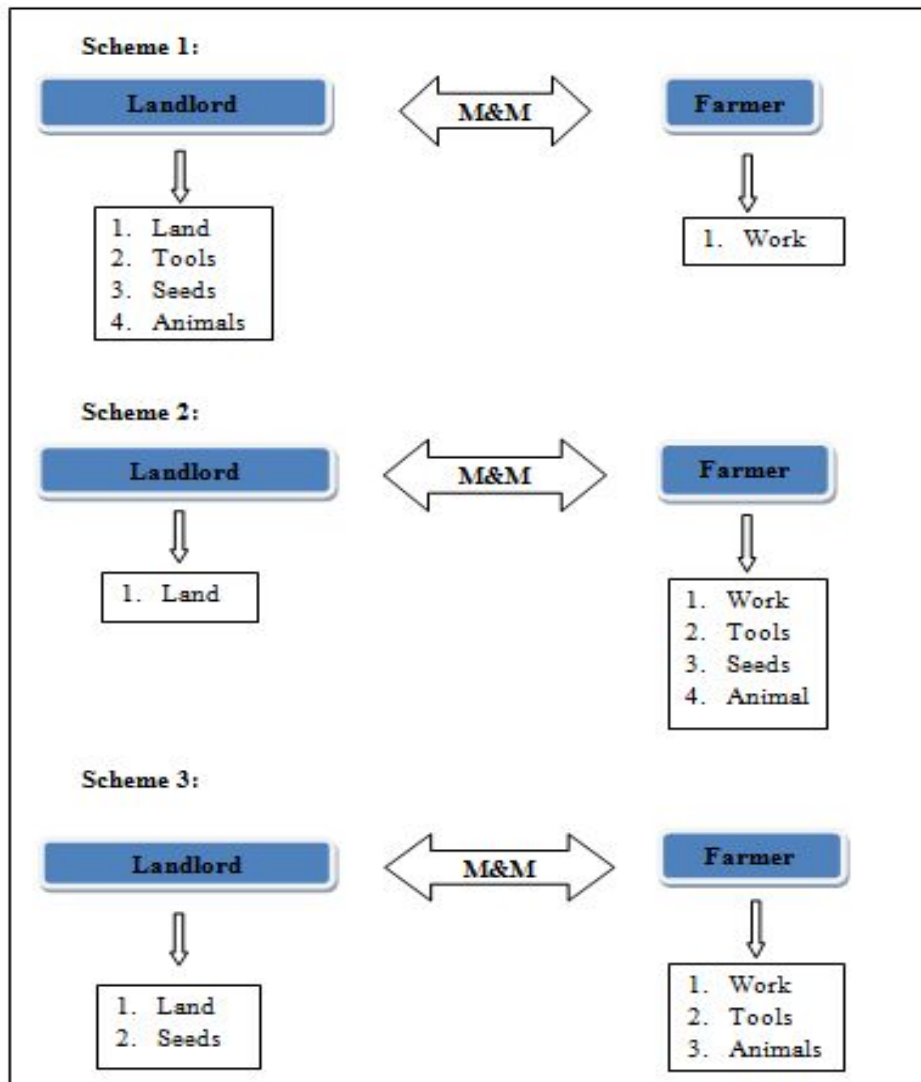 Scheme 1:
Landlord
M&M
Farmer
1. Land
2. Tools
3. Seeds
4. Animals
1. Work
Scheme 2:
Landlord
M&M
Farmer
1. Land
1. Work
2. Tools
3. Seeds
4. Animal
Scheme 3:
Landlord
M&M
Farmer
1. Land
2. Seeds
1. Work
2. Tools
3. Animals